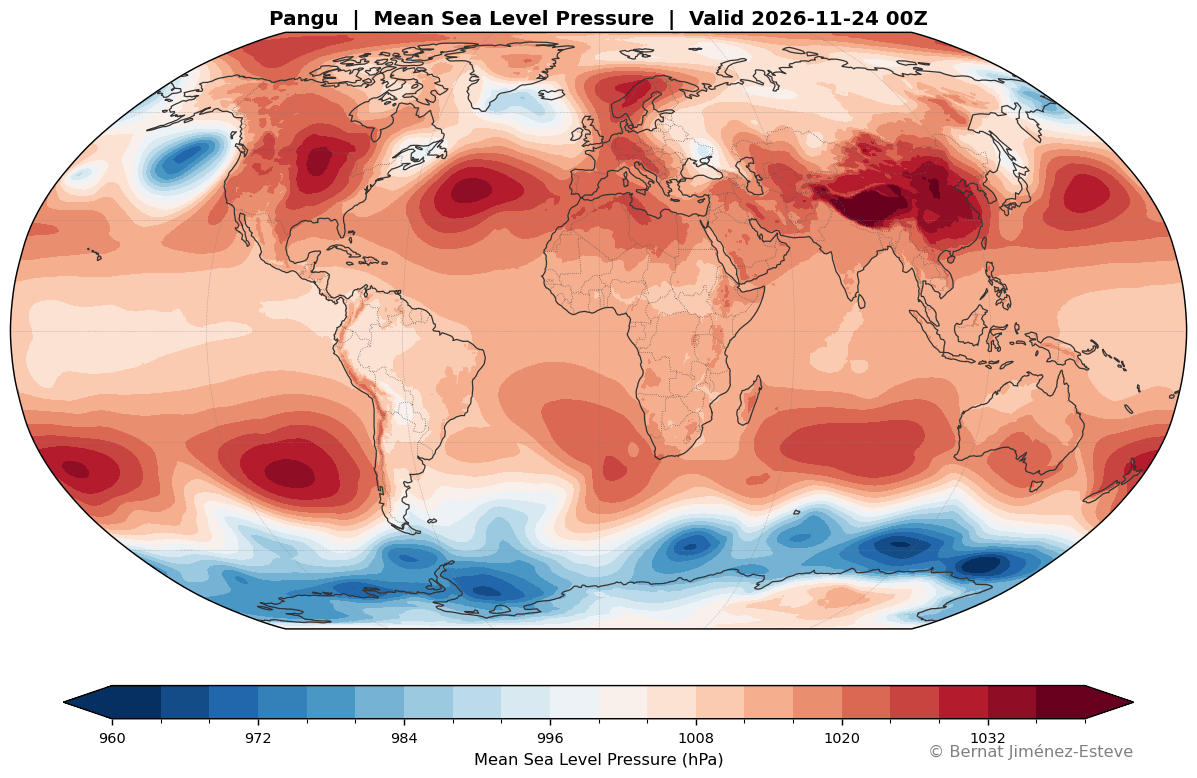 Pangu | Mean Sea Level Pressure | Valid 2026-11-24 00Z
960 972 984 996 1008 1020 1032
Mean Sea Level Pressure (hPa)
© Bernat Jiménez-Esteve